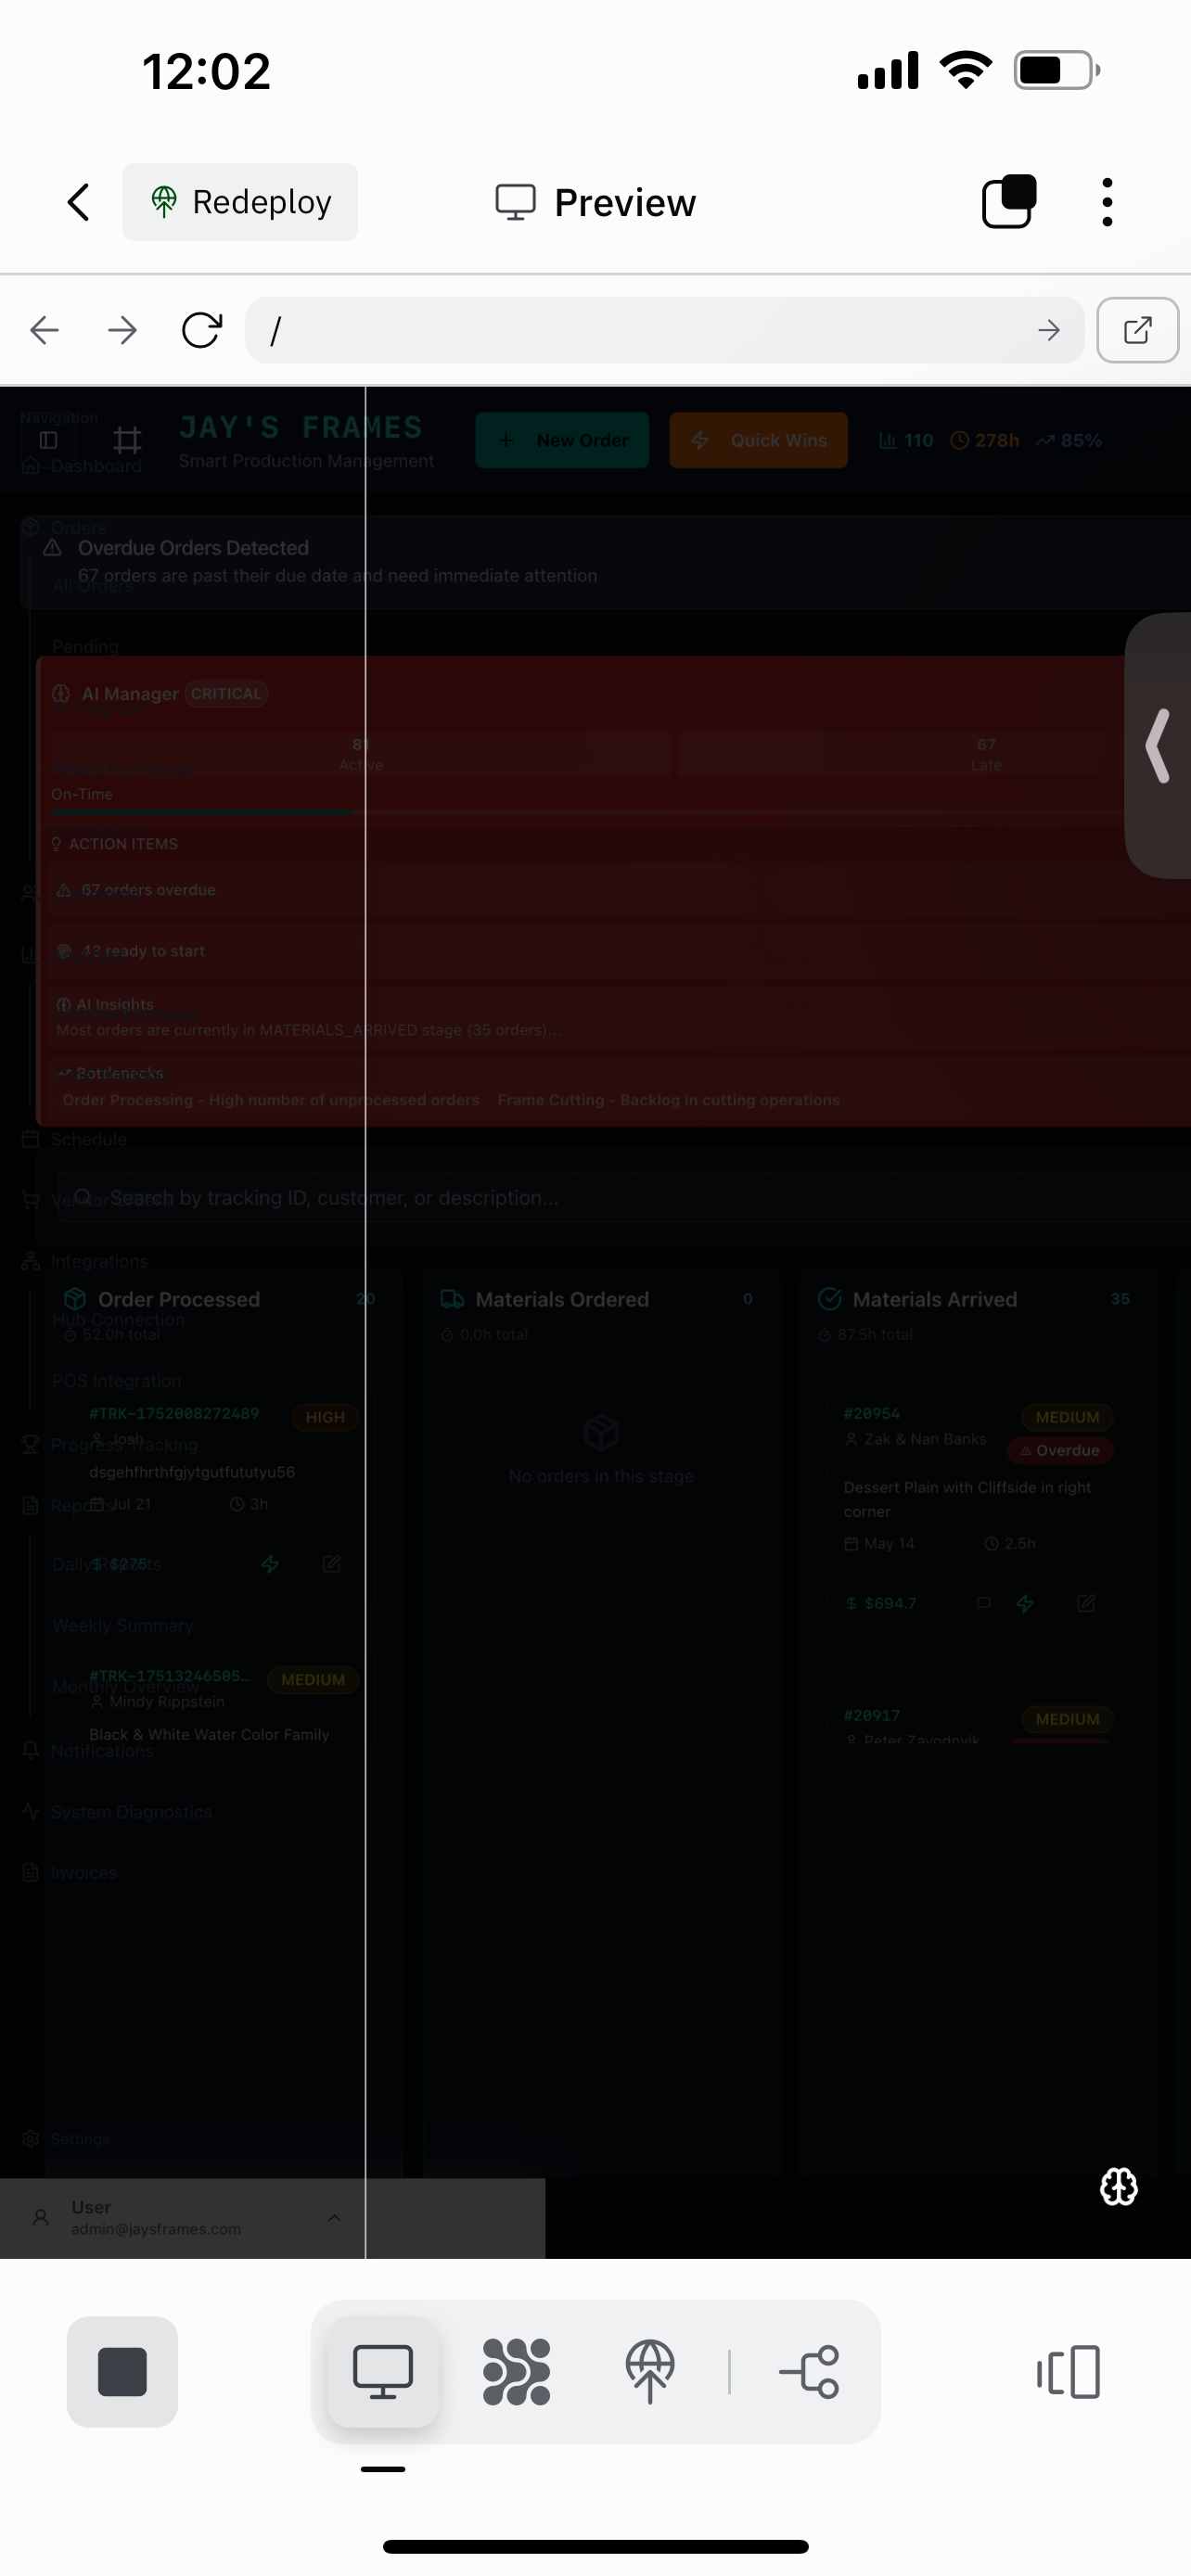 12:02
Redeploy
Preview
/
Navigation
JAY'S FRAMES
Smart Production Management
New Order
Quick Wins
110
278h
85%
Dashboard
Orders
Overdue Orders Detected
67 orders are past their due date and need immediate attention
All Orders
Pending
AI Manager CRITICAL
81
Active
67
Late
On-Time
ACTION ITEMS
67 orders overdue
43 ready to start
AI Insights
Most orders are currently in MATERIALS_ARRIVED stage (35 orders)...
Bottlenecks
Order Processing - High number of unprocessed orders
Frame Cutting - Backlog in cutting operations
Schedule
Vendor Orders
Search by tracking ID, customer, or description...
Integrations
Order Processed
20
52.0h total
Materials Ordered
0
0.0h total
Materials Arrived
35
87.5h total
Hub Connection
POS Integration
#TRK-1752008272489
HIGH
Josh
Progress Tracking
dsgehfhrthfgjytgutfututyu56
Reports
Jul 21
3h
Daily Reports
$275
No orders in this stage
#20954
MEDIUM
Zak & Nan Banks
Overdue
Dessert Plain with Cliffside in right
corner
May 14
2.5h
$694.7
Weekly Summary
#TRK-17513246505...
MEDIUM
Monthly Overview
Mindy Rippstein
Black & White Water Color Family
#20917
MEDIUM
Notifications
System Diagnostics
Invoices
Settings
User
admin@jaysframes.com